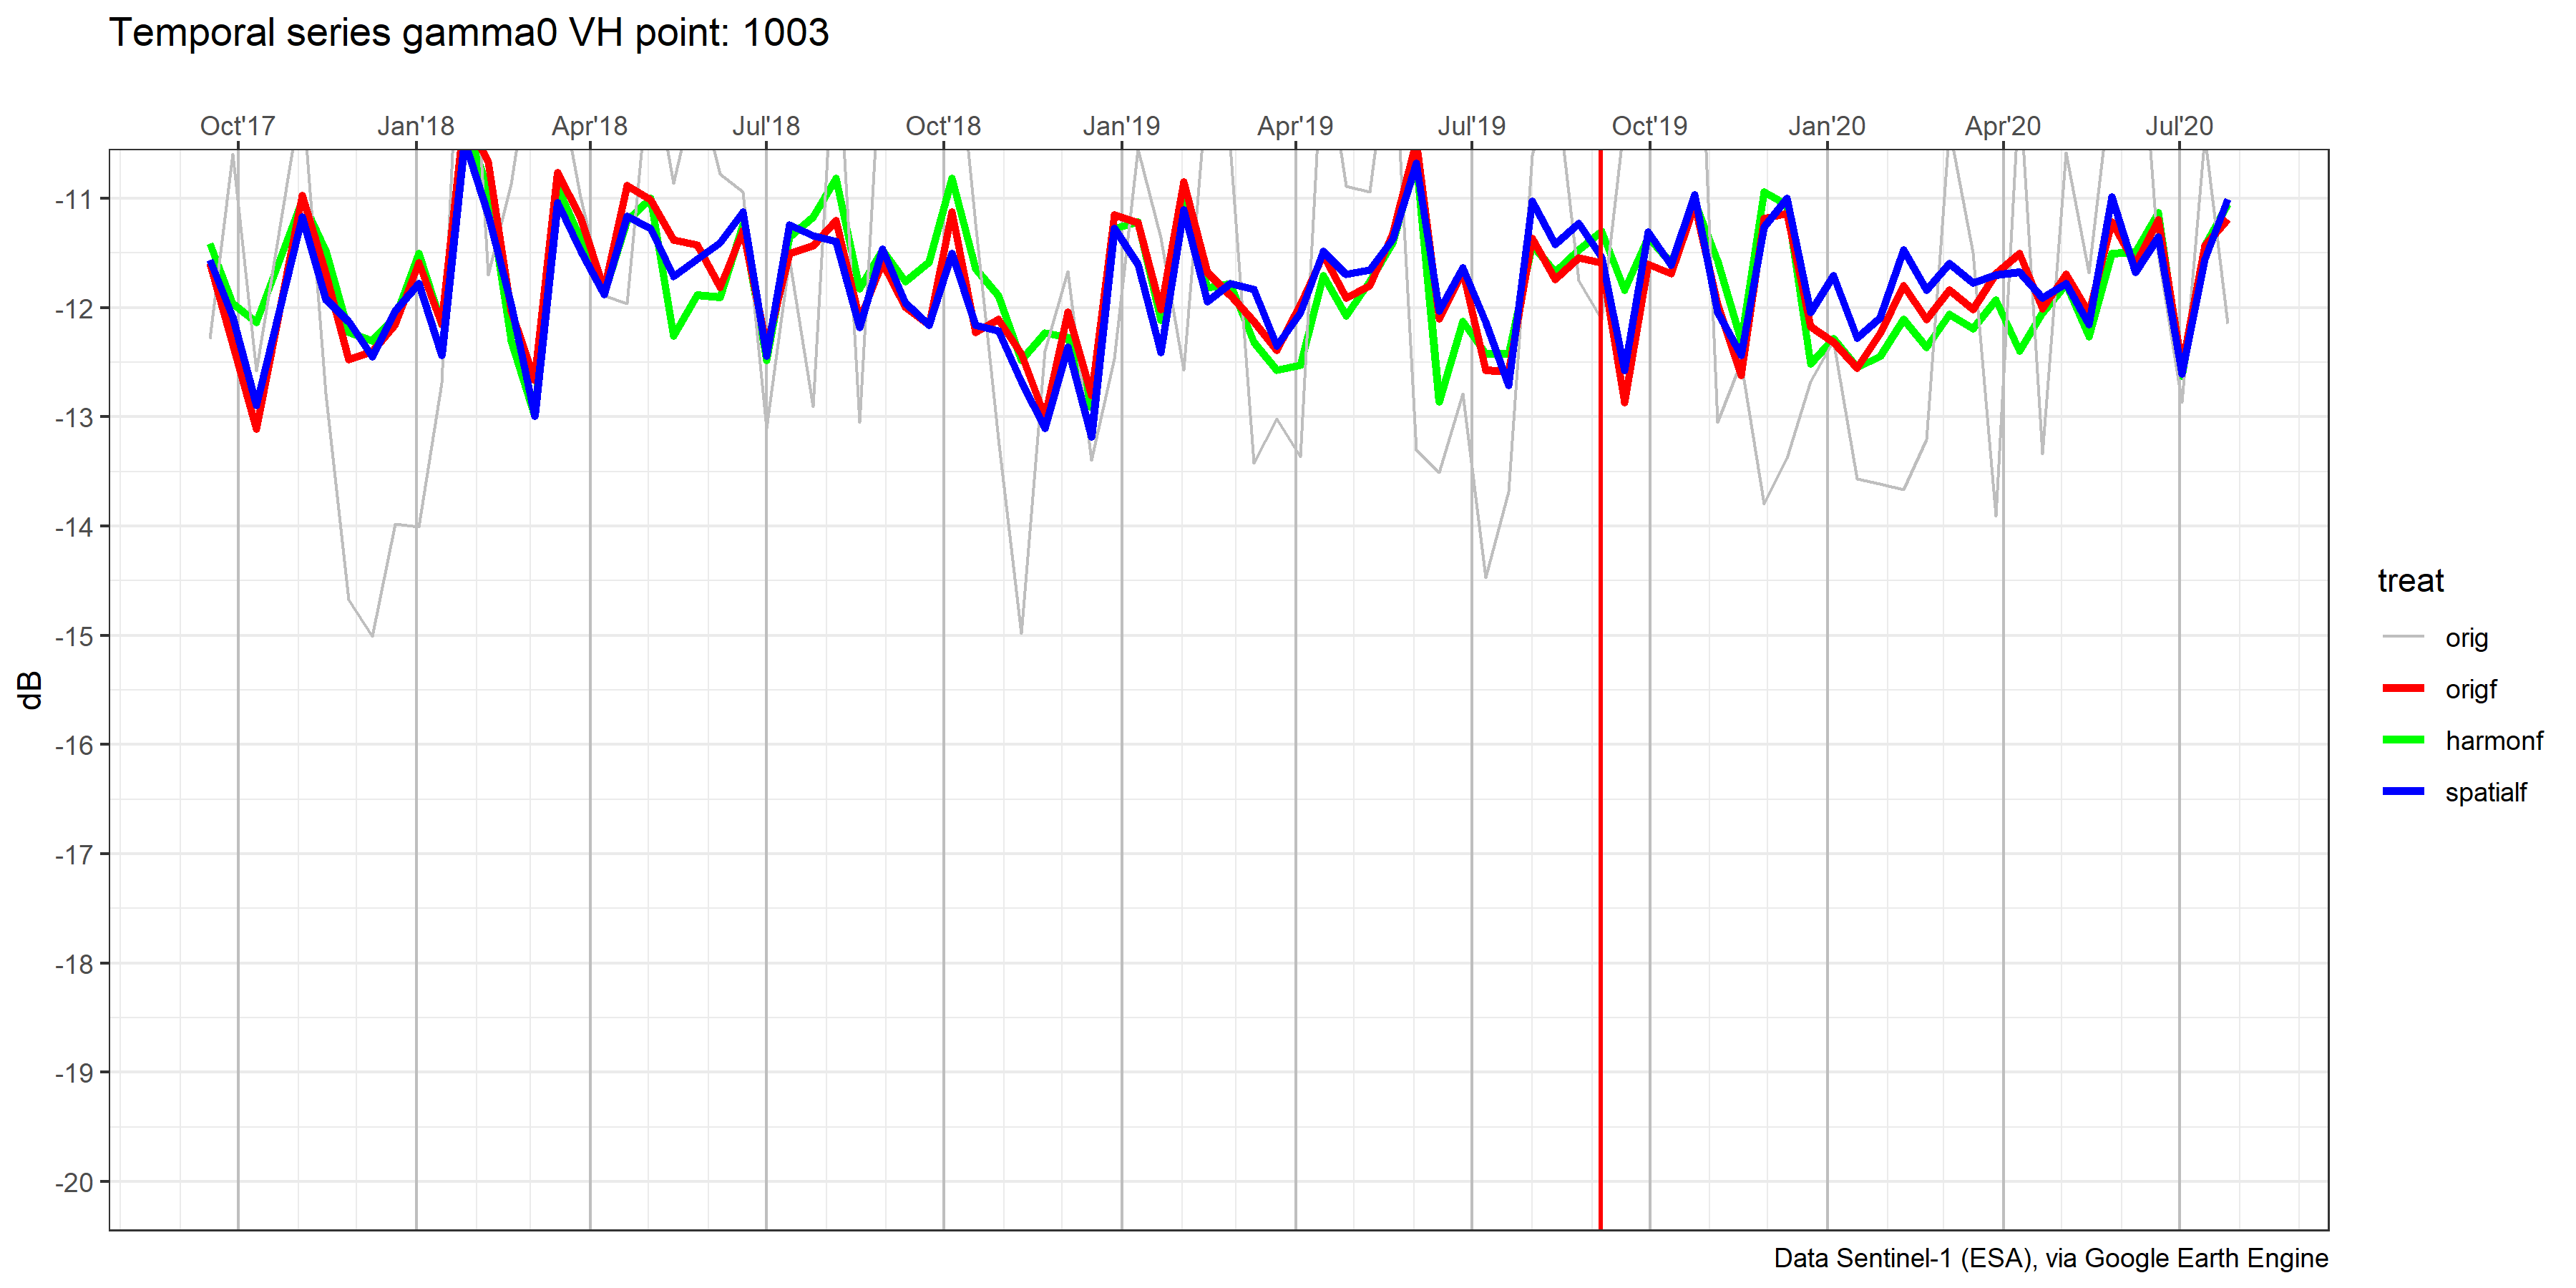 Temporal series gamma0 VH point: 1003
Oct'17 Jan'18 Apr'18 Jul'18 Oct'18 Jan'19 Apr'19 Jul'19 Oct'19 Jan'20 Apr'20 Jul'20
-11
-12
-13
-14
-15
-16
-17
-18
-19
-20
dB
treat
orig
origf
harmonf
spatialf
Data Sentinel-1 (ESA), via Google Earth Engine